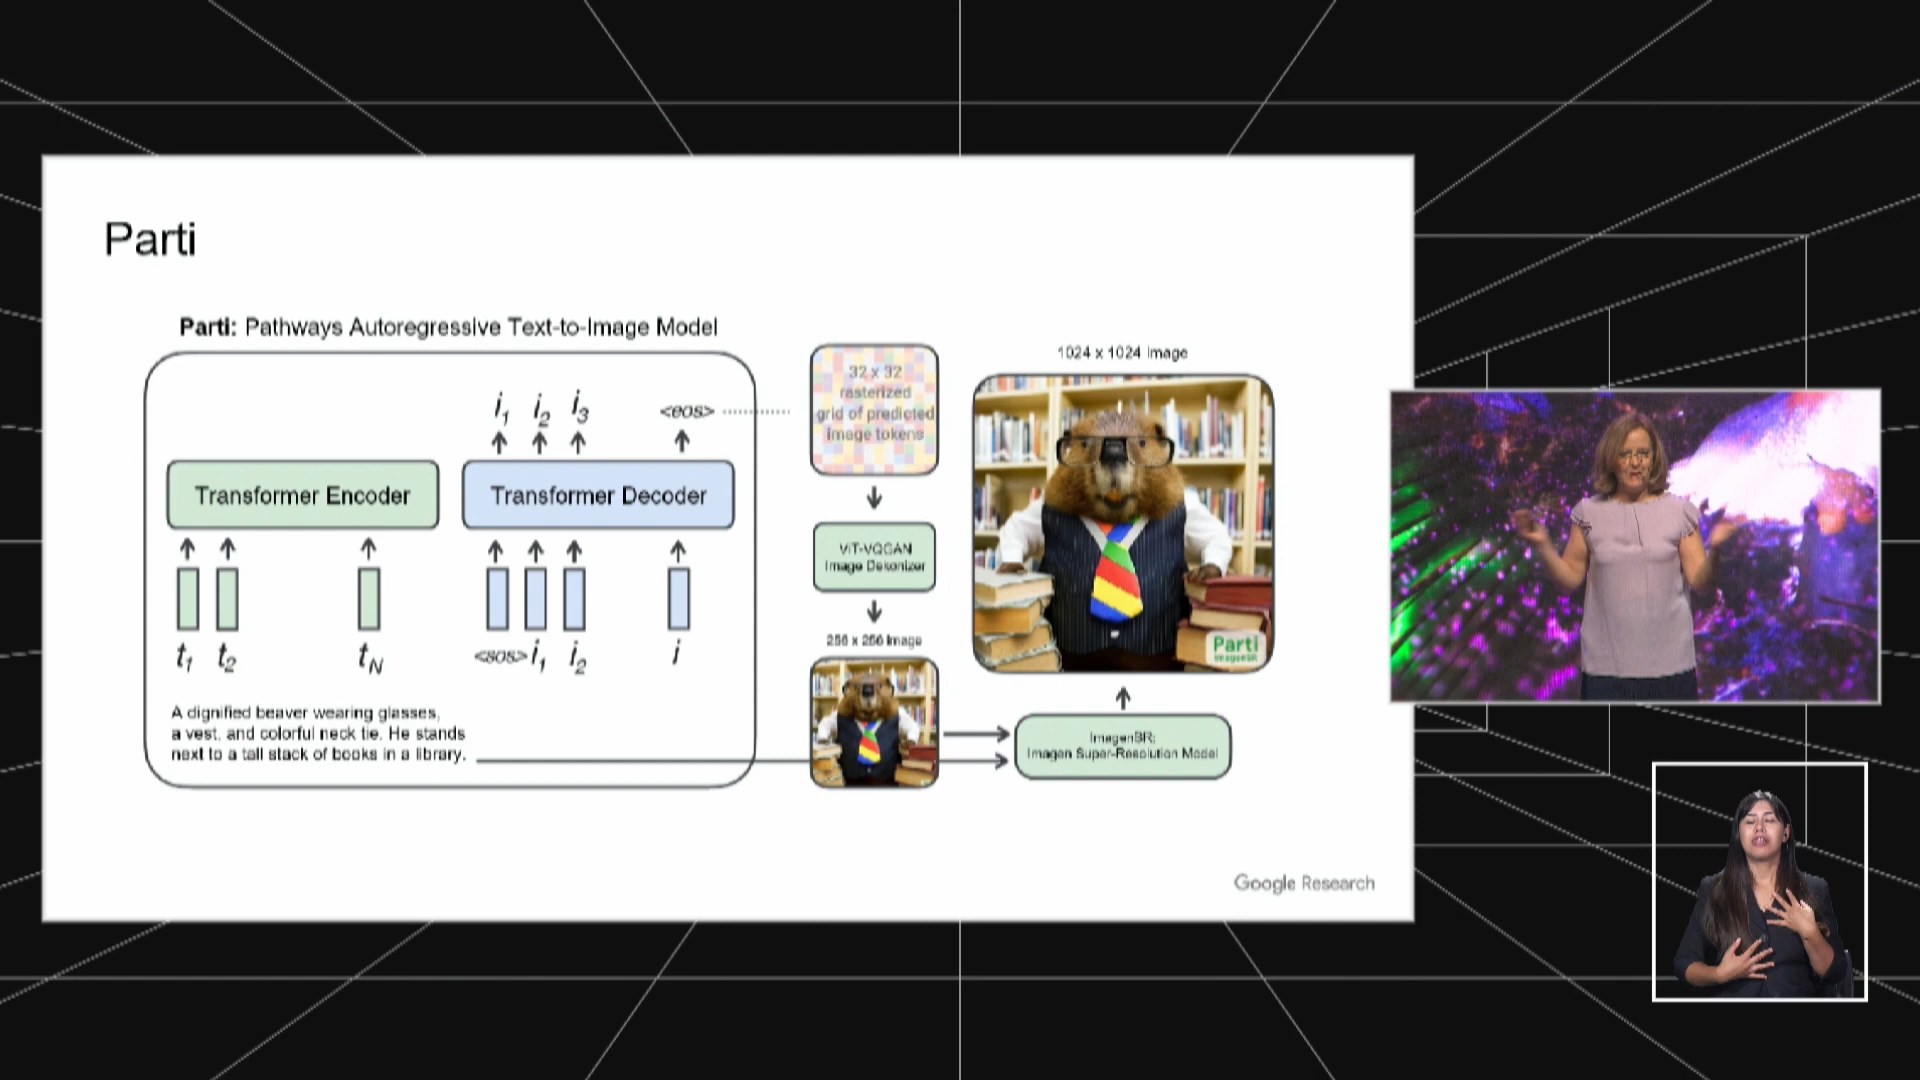 Parti
Parti: Pathways Autoregressive Text-to-Image Model
i1 i2 i3 <eos>
Transformer Encoder
Transformer Decoder
t1 t2 tN
<sos> i1 i2 i
A dignified beaver wearing glasses,
a vest, and colorful neck tie. He stands
next to a tall stack of books in a library.
32 x 32
rasterized
grid of predicted
image tokens
ViT-VQGAN
Image Detokenizer
256 x 256 Image
1024 x 1024 Image
Parti
ImagenSR
ImagenSR:
Imagen Super-Resolution Model
Google Research